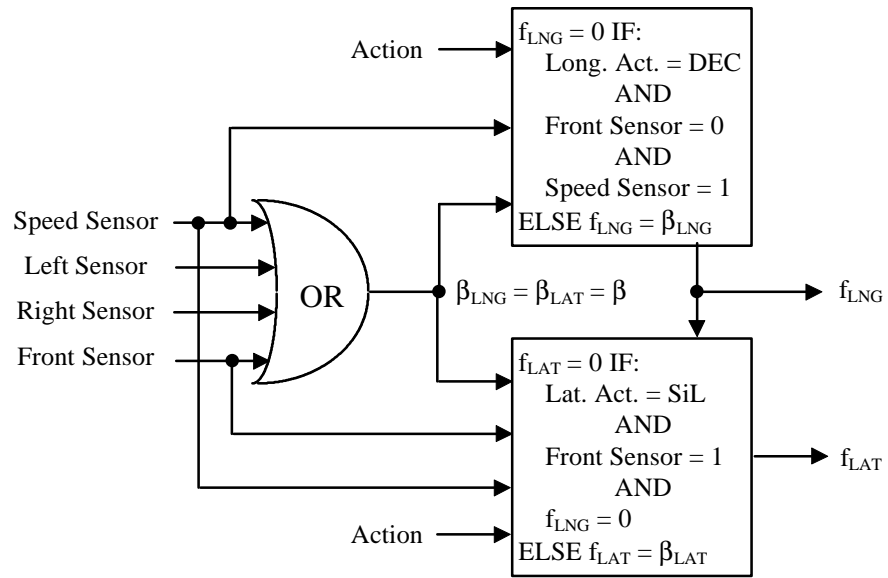 Action
f_LNG = 0 IF:
Long. Act. = DEC
AND
Front Sensor = 0
AND
Speed Sensor = 1
ELSE f_LNG = β_LNG
Speed Sensor
Left Sensor
Right Sensor
Front Sensor
OR
β_LNG = β_LAT = β
f_LNG
f_LAT = 0 IF:
Lat. Act. = SiL
AND
Front Sensor = 1
AND
f_LNG = 0
ELSE f_LAT = β_LAT
f_LAT
Action